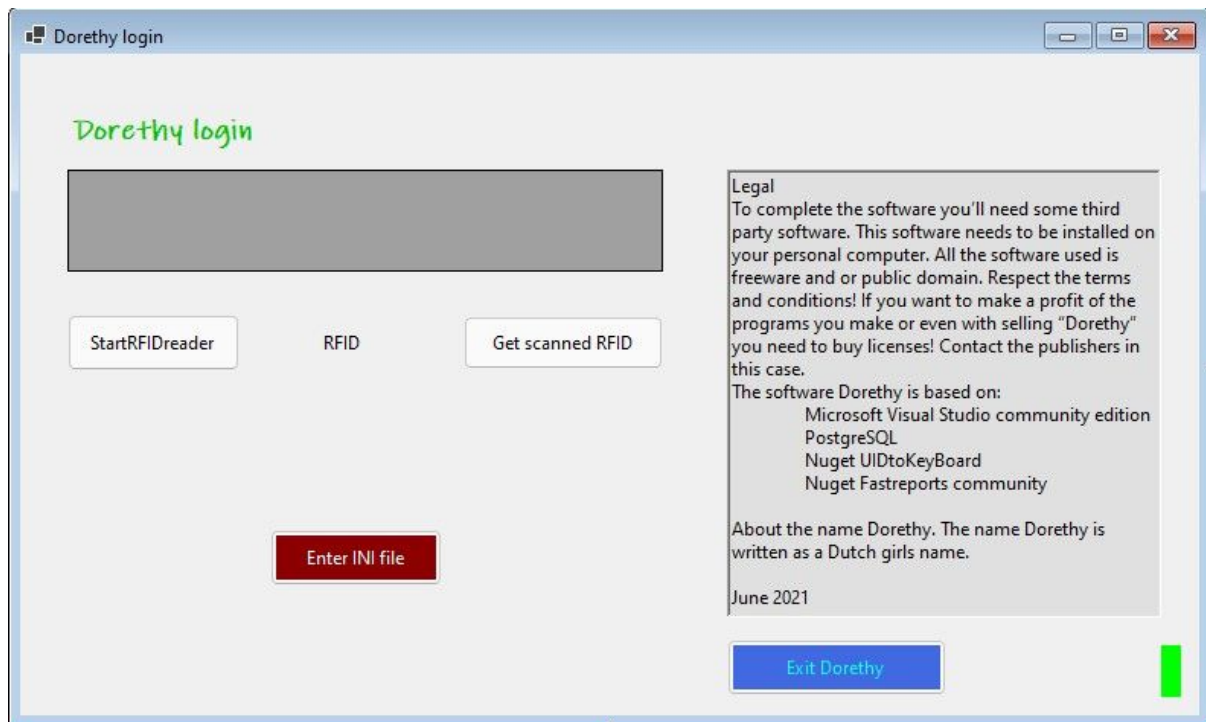 Dorethy login
Dorethy login
StartRFIDreader
RFID
Get scanned RFID
Enter INI file
Legal
To complete the software you’ll need some third
party software. This software needs to be installed on
your personal computer. All the software used is
freeware and or public domain. Respect the terms
and conditions! If you want to make a profit of the
programs you make or even with selling “Dorethy”
you need to buy licenses! Contact the publishers in
this case.
The software Dorethy is based on:
Microsoft Visual Studio community edition
PostgreSQL
Nuget UIDtoKeyBoard
Nuget Fastreports community
About the name Dorethy. The name Dorethy is
written as a Dutch girls name.
June 2021
Exit Dorethy